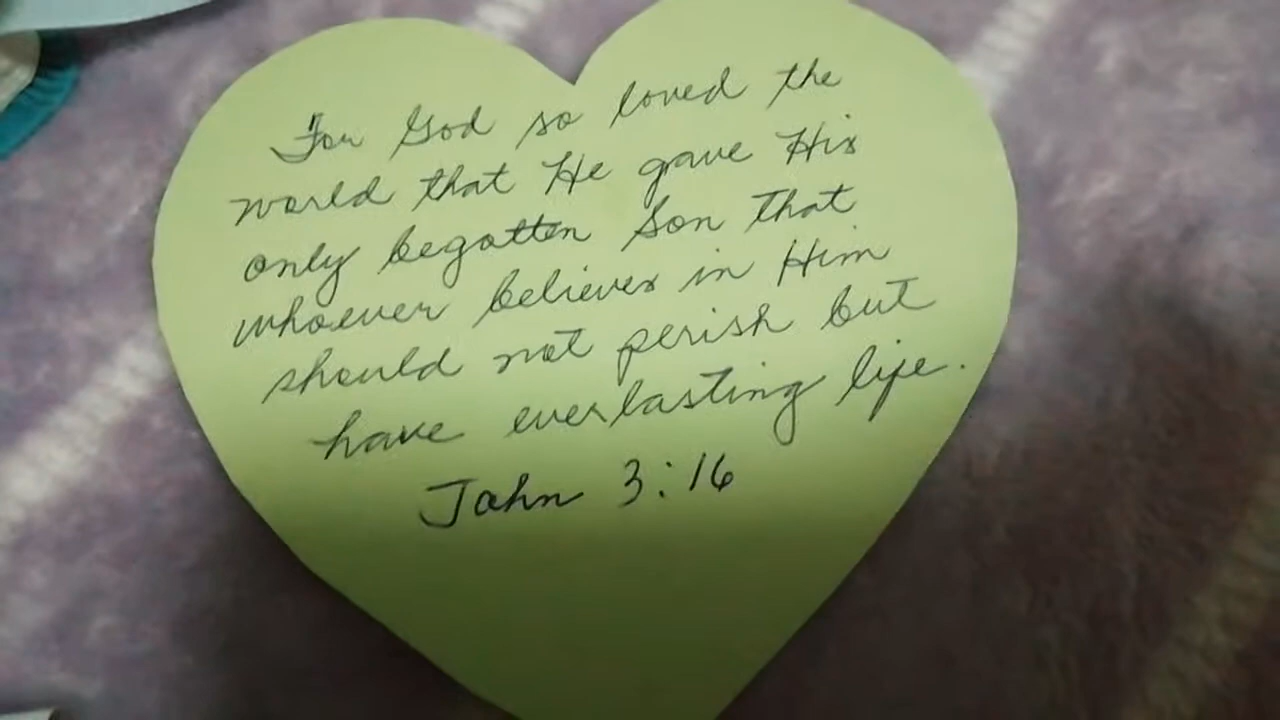 For God so loved the
world that He gave His
only begotten Son that
whoever believes in Him
should not perish but
have everlasting life.
John 3:16